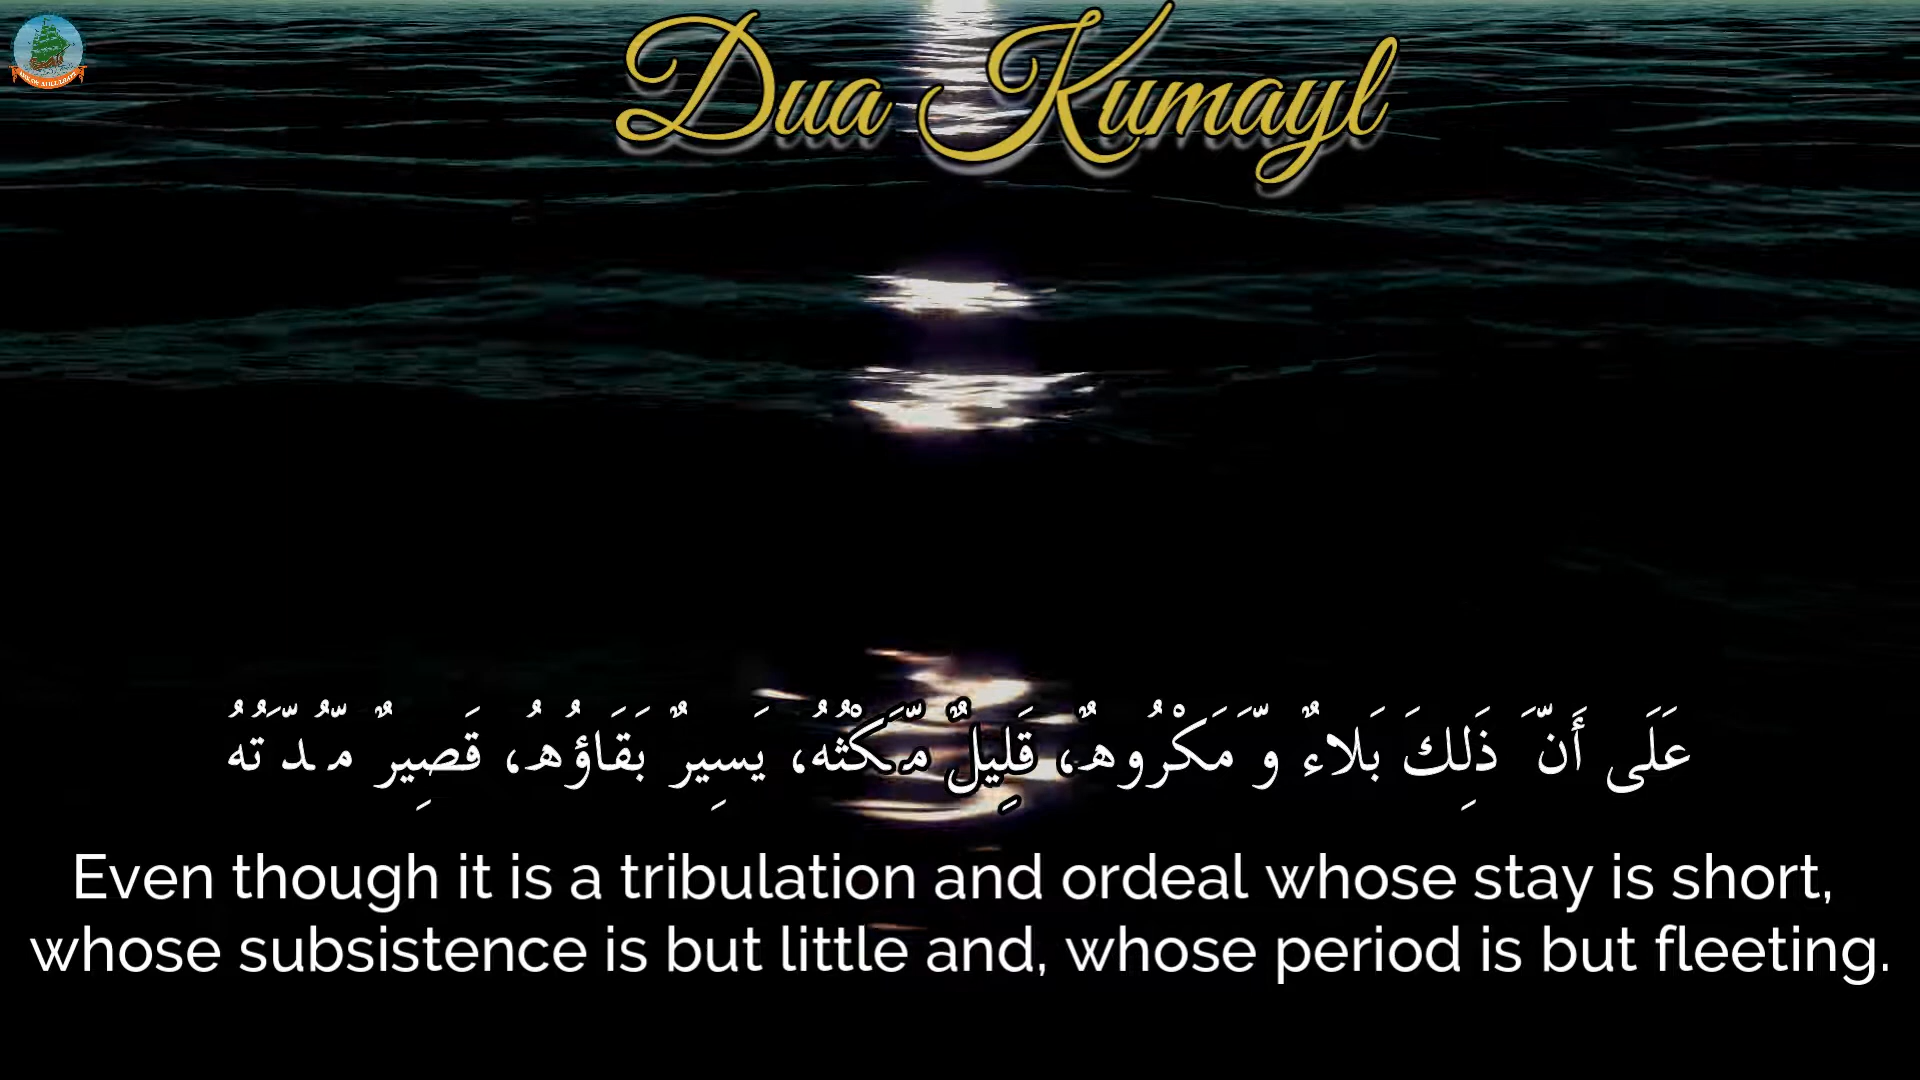 Dua Kumayl
عَلَى أَنَّ ذَلِكَ بَلاءٌ وَّمَكْرُوهٌ، قَلِيلٌ مَّكْثُهُ، يَسِيرٌ بَقَاؤُهُ، قَصِيرٌ مُّدَّتُهُ
Even though it is a tribulation and ordeal whose stay is short,
whose subsistence is but little and, whose period is but fleeting.